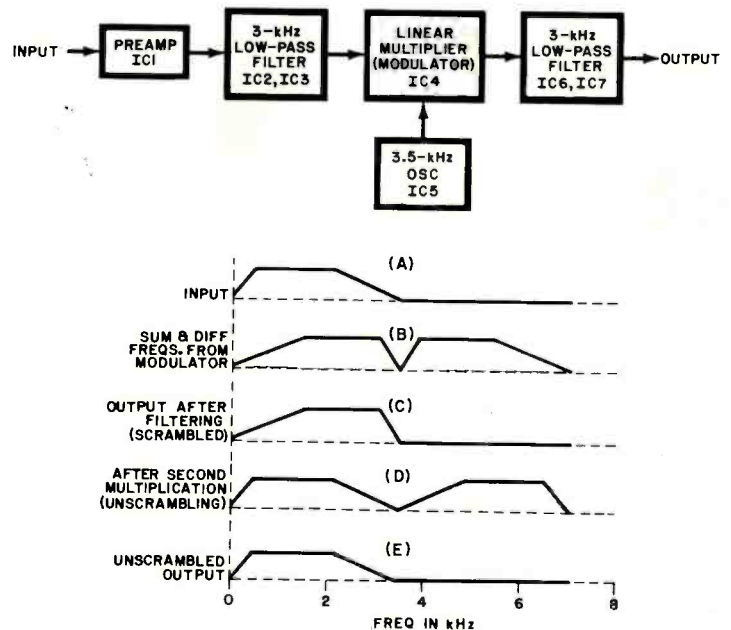 INPUT
PREAMP
IC1
3-kHz
LOW-PASS
FILTER
IC2, IC3
LINEAR
MULTIPLIER
(MODULATOR)
IC4
3-kHz
LOW-PASS
FILTER
IC6, IC7
OUTPUT
3.5-kHz
OSC
IC5
(A)
INPUT
(B)
SUM & DIFF
FREQS. FROM
MODULATOR
(C)
OUTPUT AFTER
FILTERING
(SCRAMBLED)
(D)
AFTER SECOND
MULTIPLICATION
(UNSCRAMBLING)
(E)
UNSCRAMBLED
OUTPUT
0 2 4 6 8
FREQ IN kHz